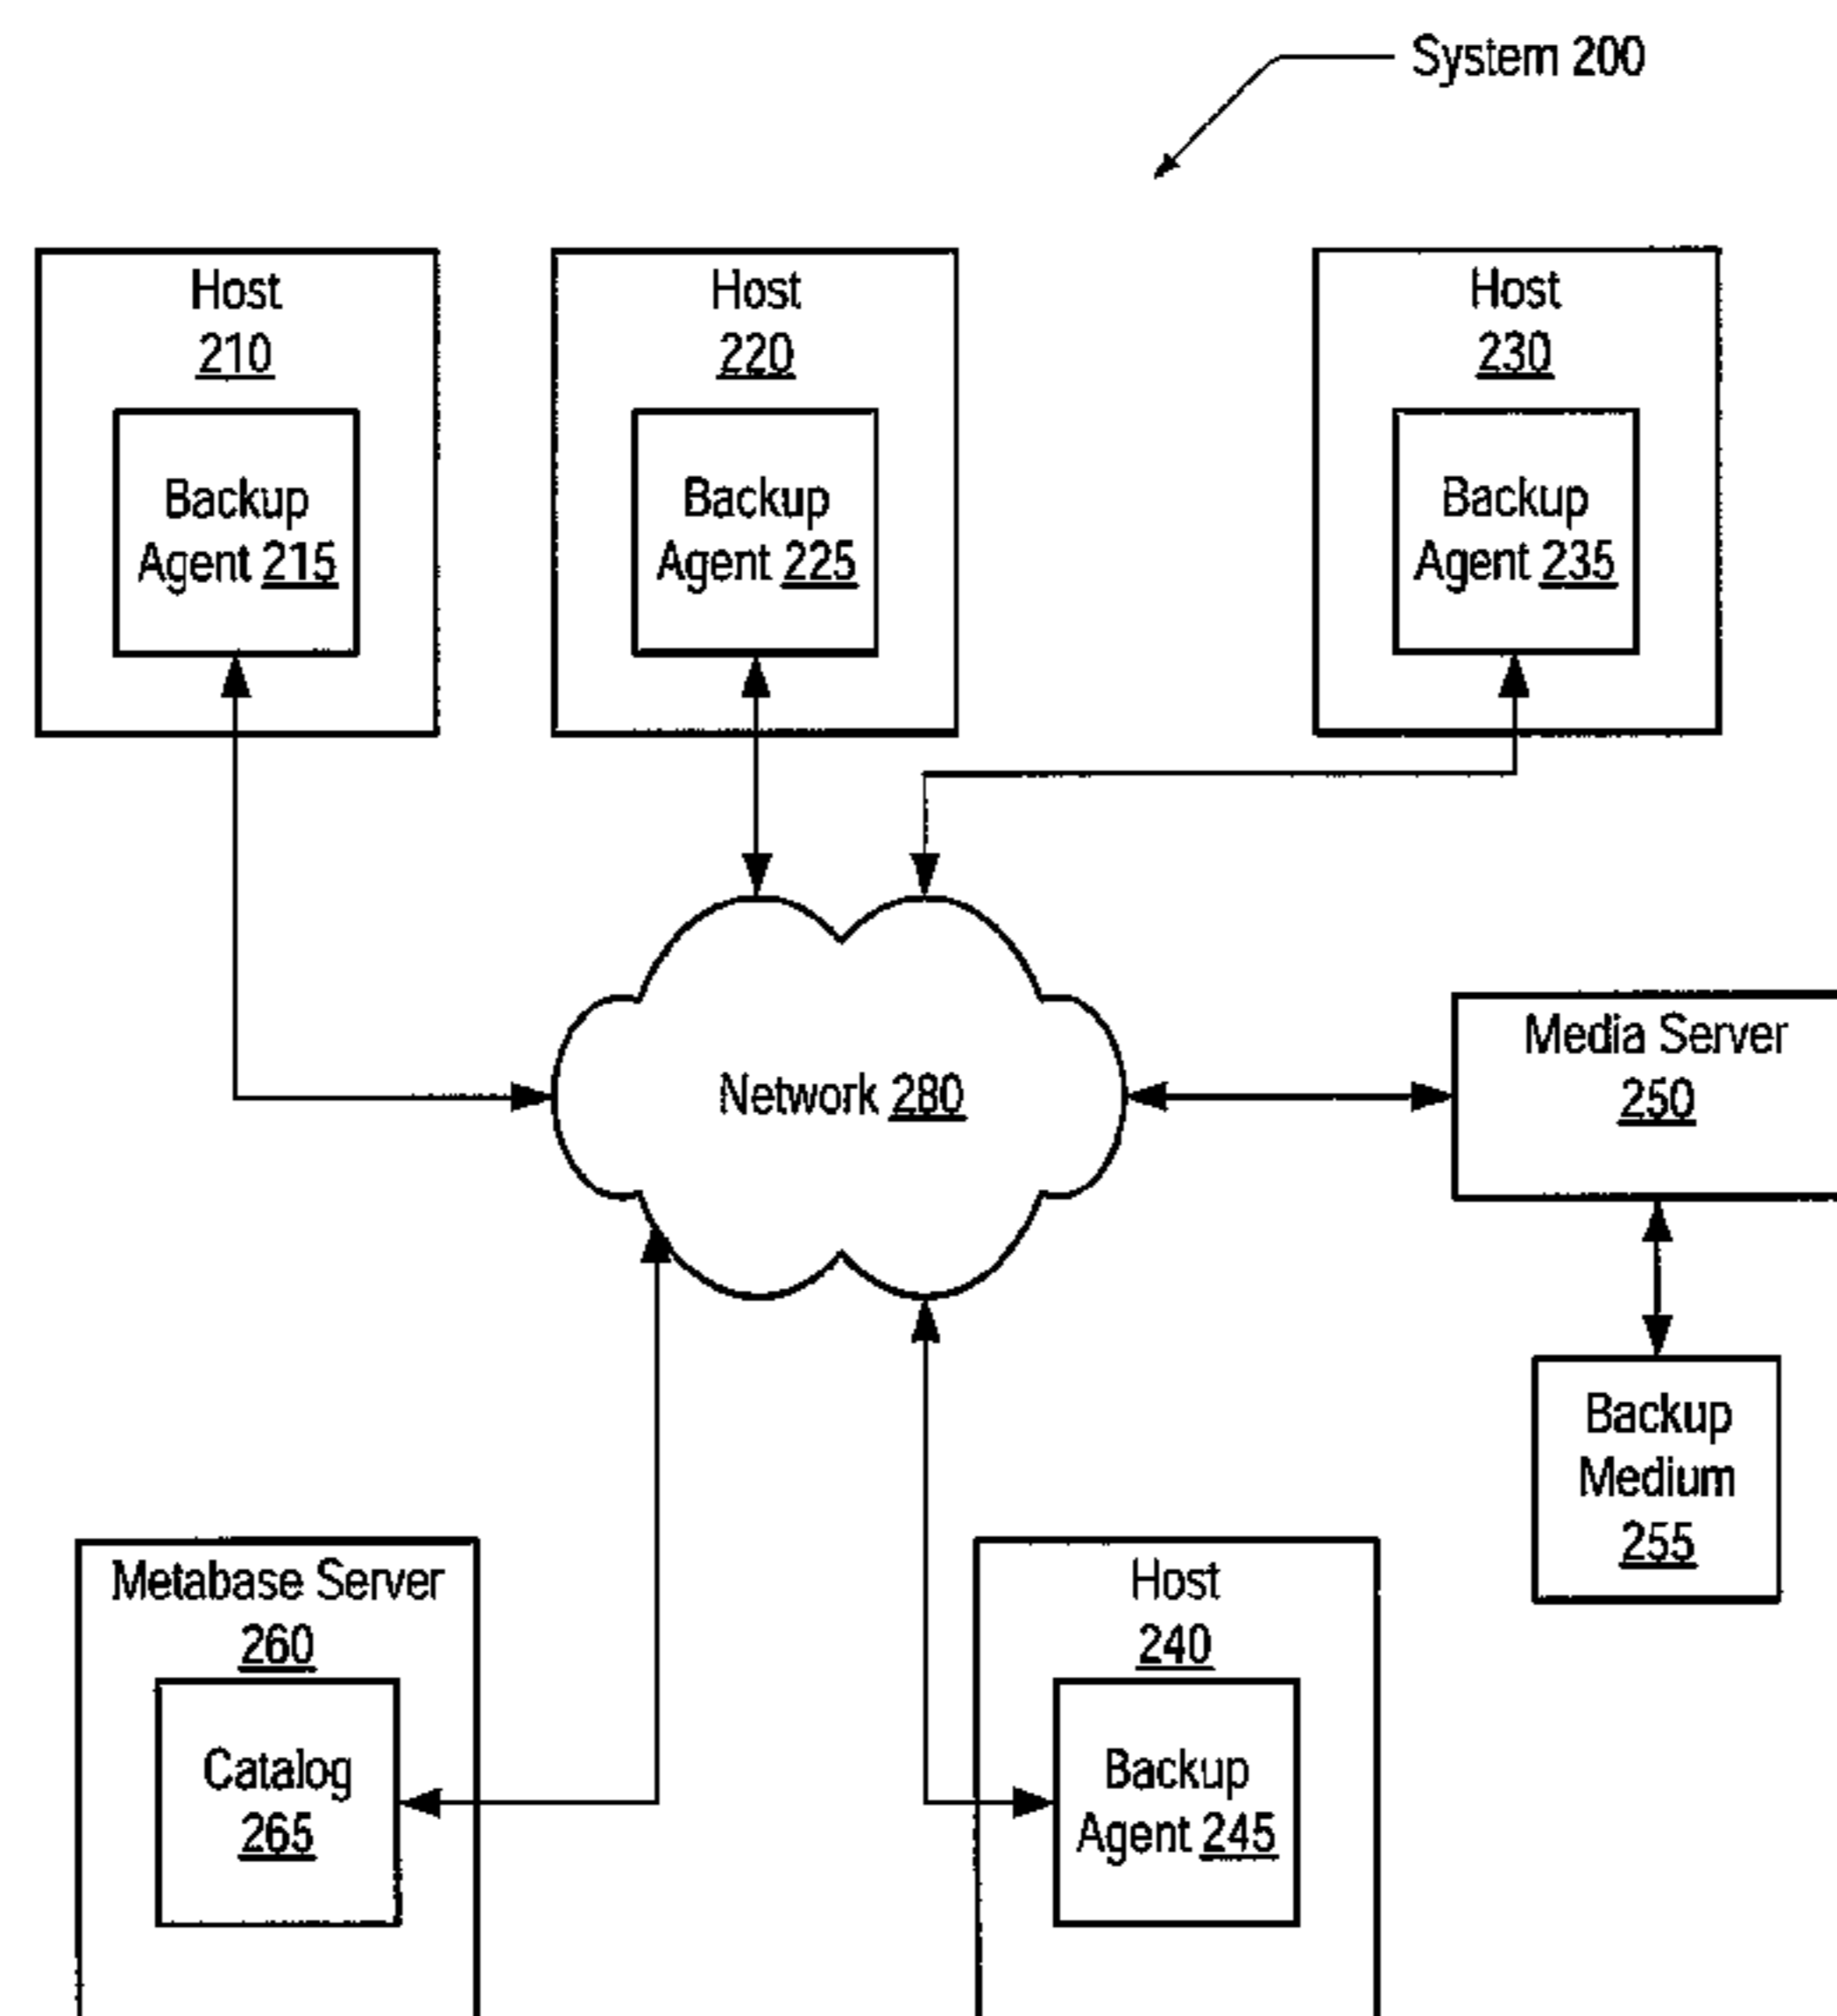 System 200
Host
210
Backup
Agent 215
Host
220
Backup
Agent 225
Host
230
Backup
Agent 235
Network 280
Media Server
250
Backup
Medium
255
Metabase Server
260
Catalog
265
Host
240
Backup
Agent 245